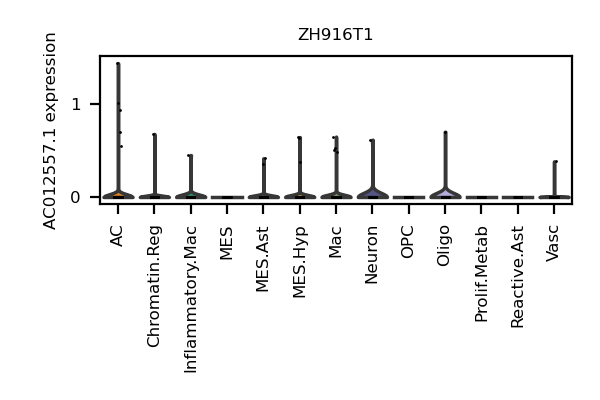 ZH916T1
AC012557.1 expression
1
0
AC
Chromatin.Reg
Inflammatory.Mac
MES
MES.Ast
MES.Hyp
Mac
Neuron
OPC
Oligo
Prolif.Metab
Reactive.Ast
Vasc